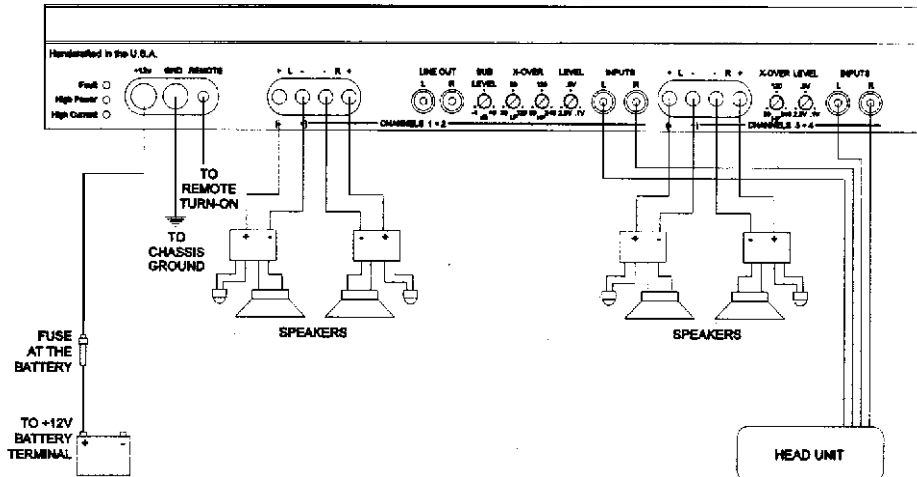 Handcrafted in the U.S.A.
+12v GND REMOTE
Fault
High Power
High Current
+ L - - R +
LINE OUT
L R
SUB LEVEL
X-OVER
LEVEL
INPUTS
L R
+ L - - R +
X-OVER LEVEL
INPUTS
L R
CHANNELS 1 + 2
CHANNELS 3 + 4
TO
REMOTE
TURN-ON
TO
CHASSIS
GROUND
+ -
- +
+ -
- +
SPEAKERS
SPEAKERS
FUSE
AT THE
BATTERY
TO +12V
BATTERY
TERMINAL
+ -
HEAD UNIT